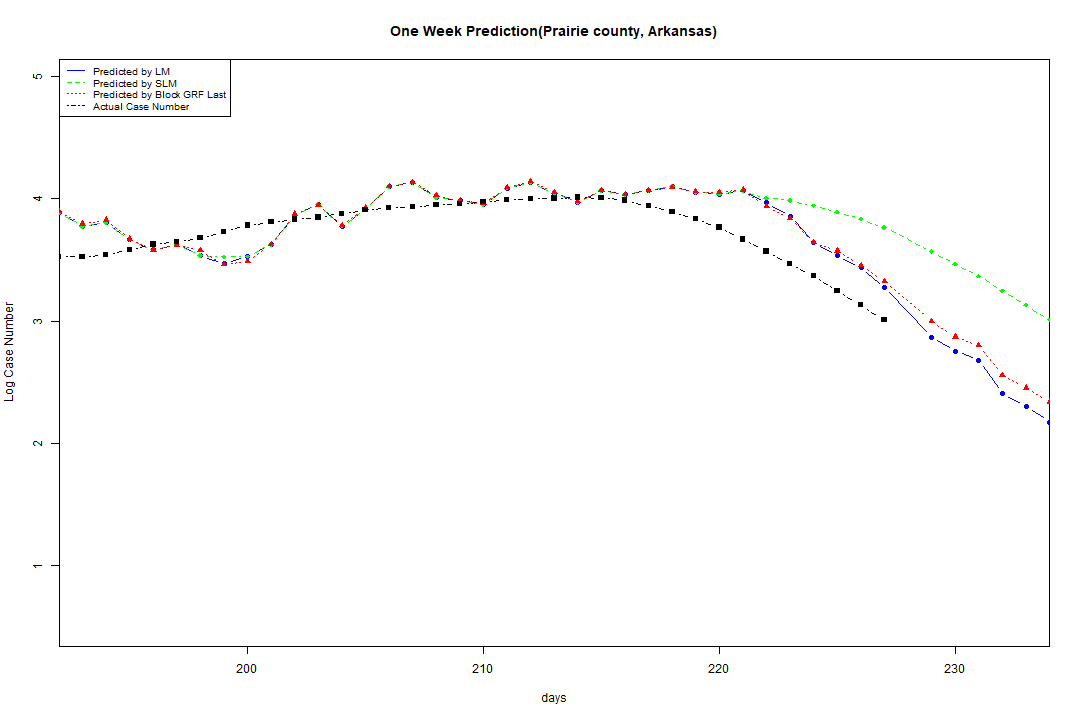 One Week Prediction(Prairie county, Arkansas)
Predicted by LM
Predicted by SLM
Predicted by Block GRF Last
Actual Case Number
5
4
3
2
1
Log Case Number
200 210 220 230
days